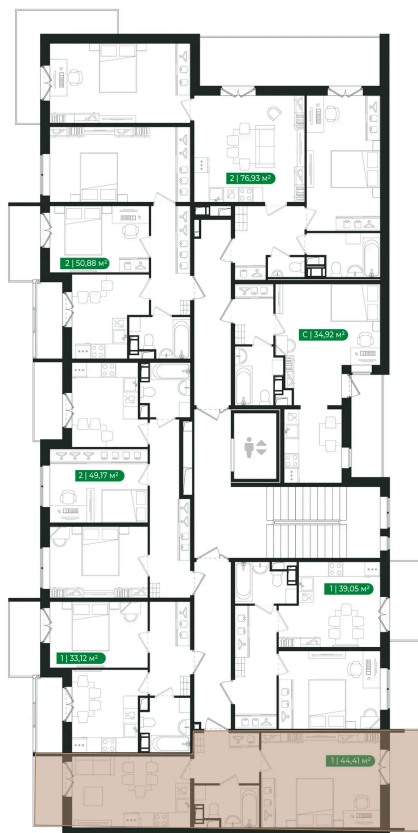 2 | 76,93 м²
2 | 50,88 м²
С | 34,92 м²
2 | 49,17 м²
1 | 39,05 м²
1 | 33,12 м²
1 | 44,41 м²